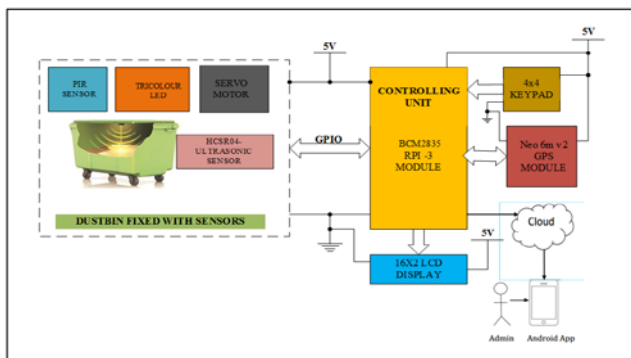 5V
5V
PIR
SENSOR
TRICOLOUR
LED
SERVO
MOTOR
CONTROLLING
UNIT
4x4
KEYPAD
HCSR04-
ULTRASONIC
SENSOR
GPIO
BCM2835
RPI -3
MODULE
Neo 6m v2
GPS
MODULE
DUSTBIN FIXED WITH SENSORS
Cloud
5V
16X2 LCD
DISPLAY
Admin
Android App